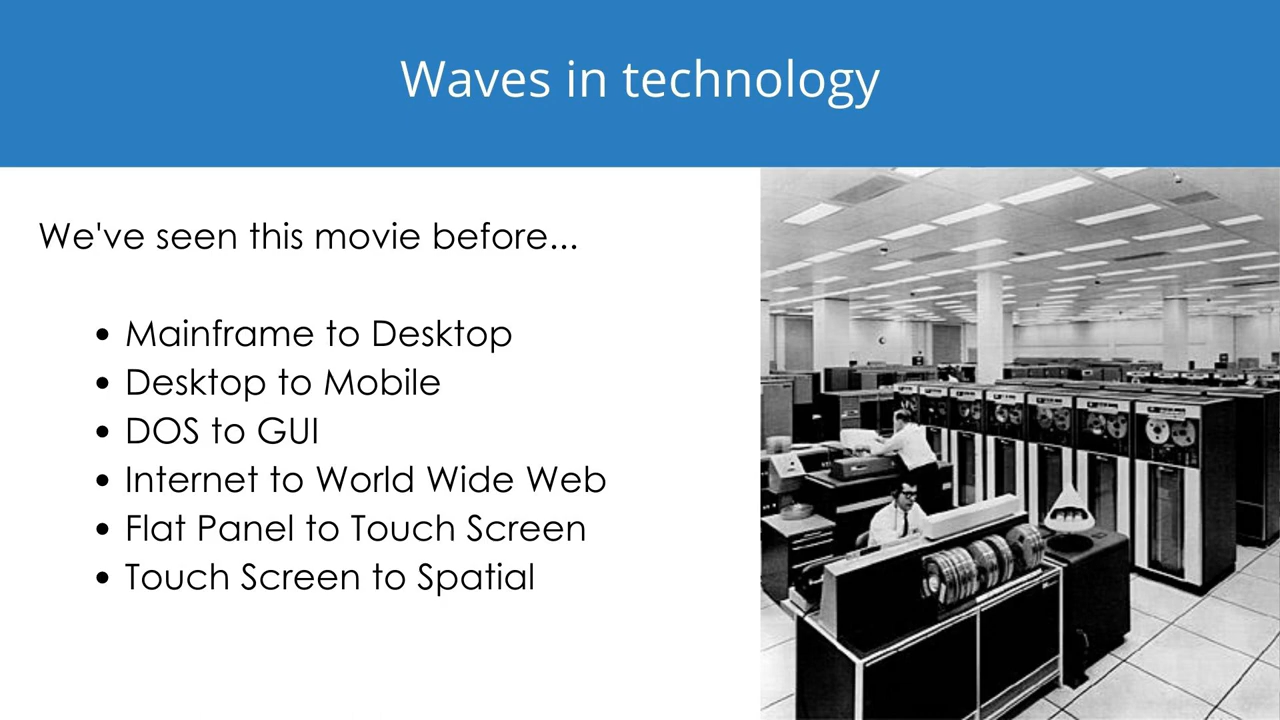 Waves in technology
We've seen this movie before...
• Mainframe to Desktop
• Desktop to Mobile
• DOS to GUI
• Internet to World Wide Web
• Flat Panel to Touch Screen
• Touch Screen to Spatial